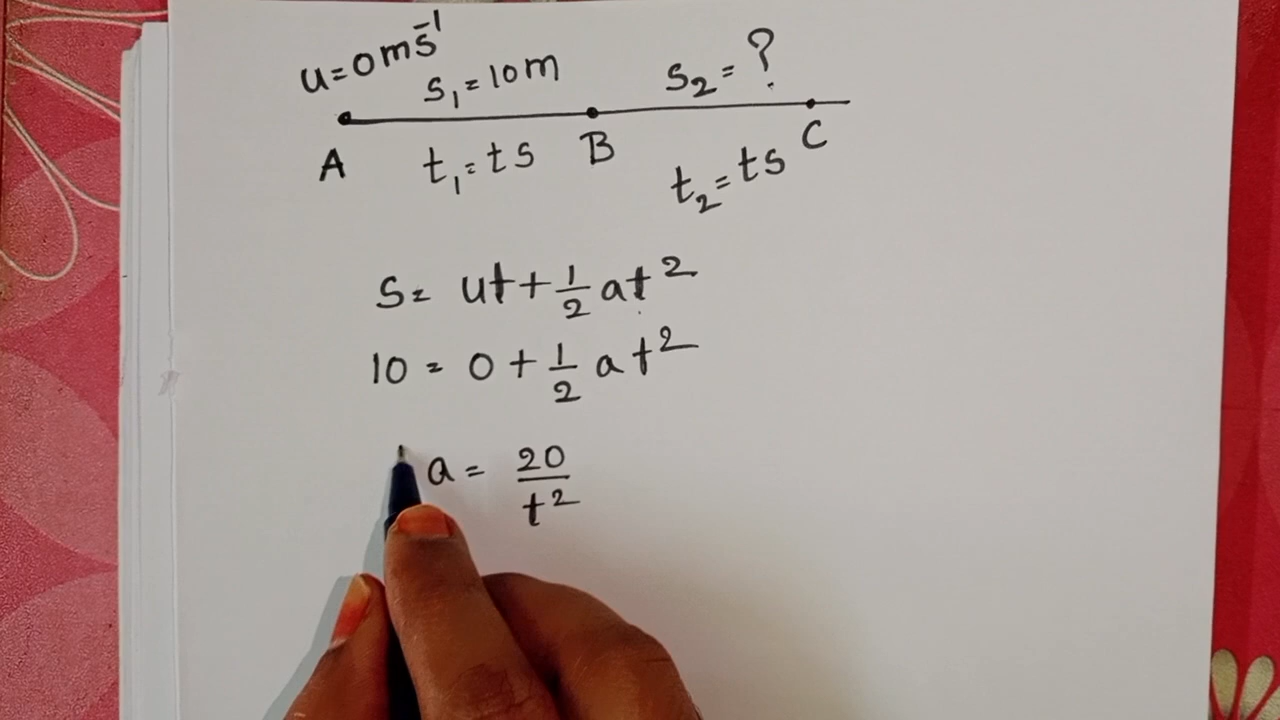 u=0ms⁻¹
s₁=10m s₂=?
A t₁=ts B t₂=ts C
s= ut+½at²
10 = 0+½at²
a= 20/t²